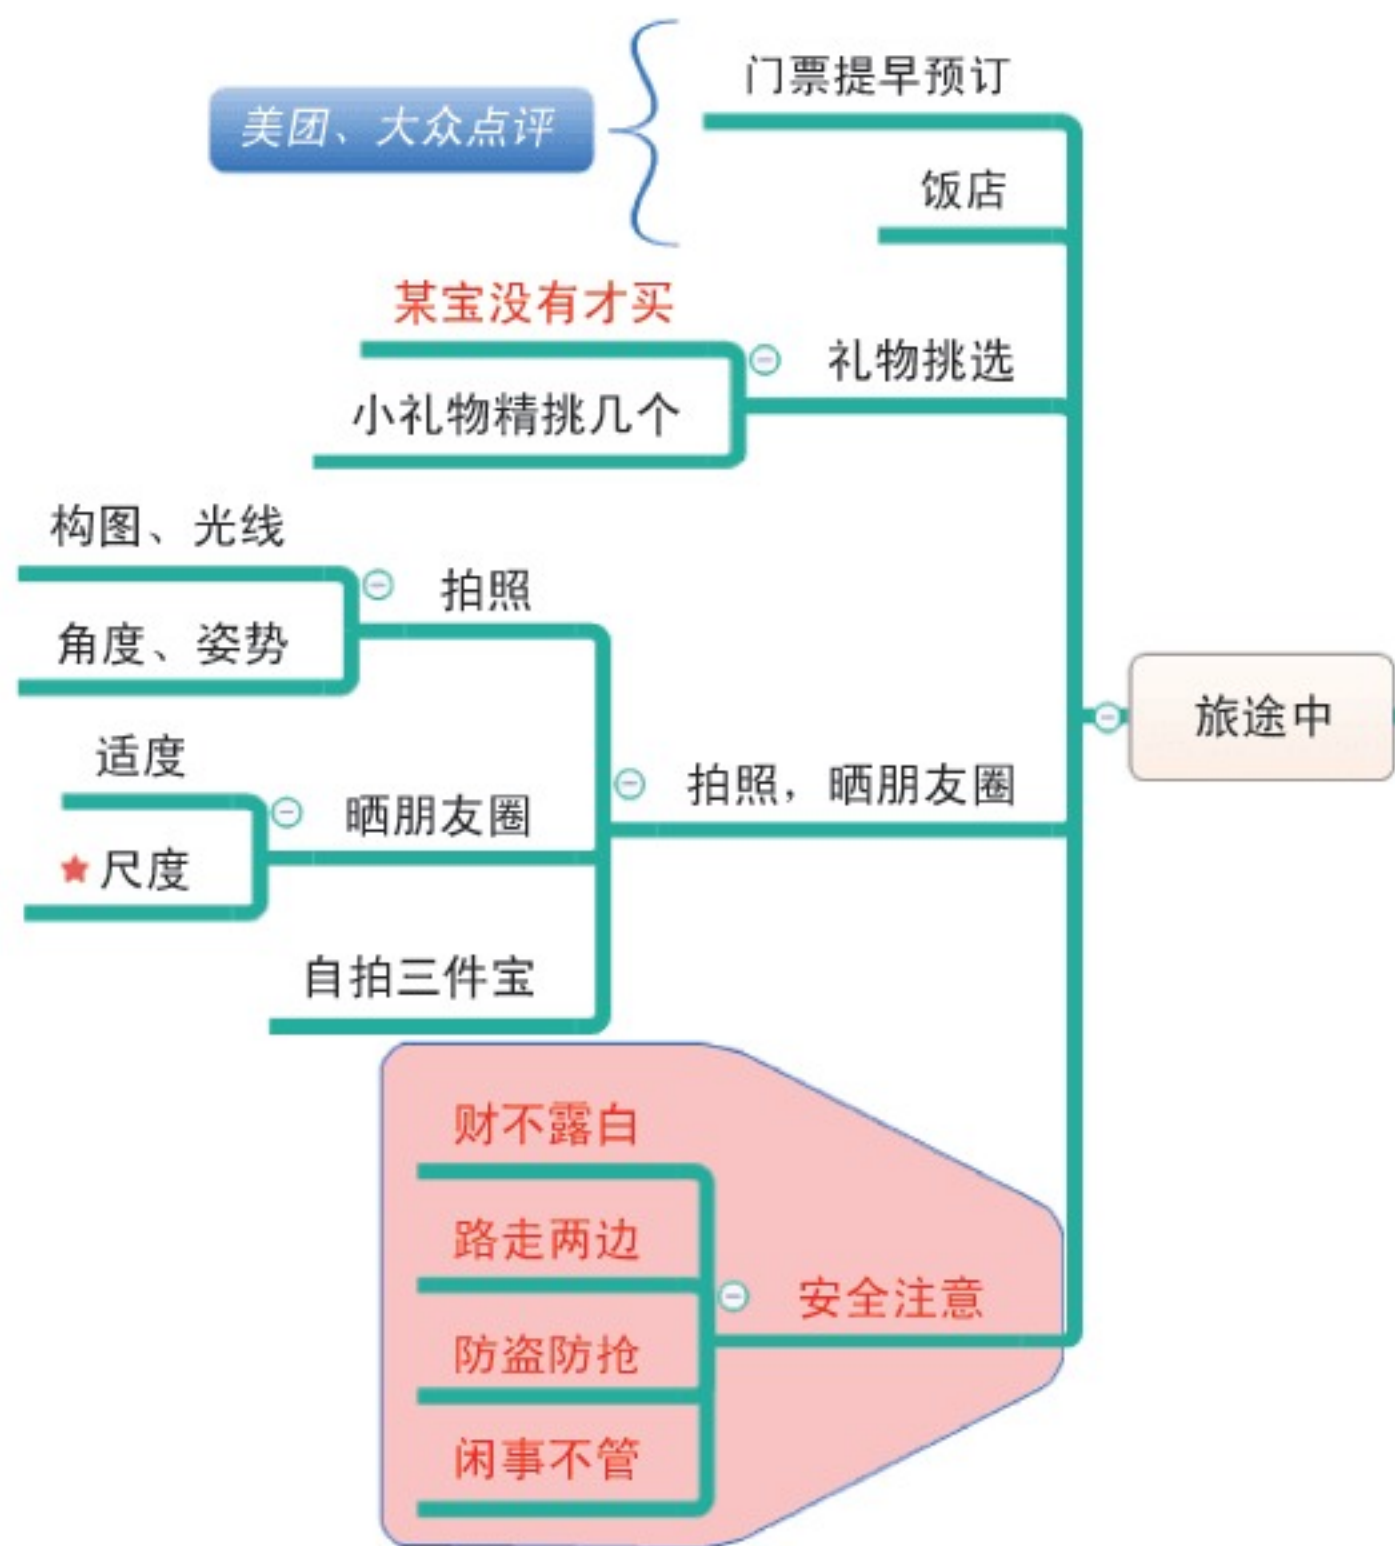 门票提早预订
美团、大众点评
饭店
某宝没有才买
礼物挑选
小礼物精挑几个
构图、光线
拍照
角度、姿势
旅途中
适度
拍照，晒朋友圈
晒朋友圈
尺度
自拍三件宝
财不露白
路走两边
安全注意
防盗防抢
闲事不管